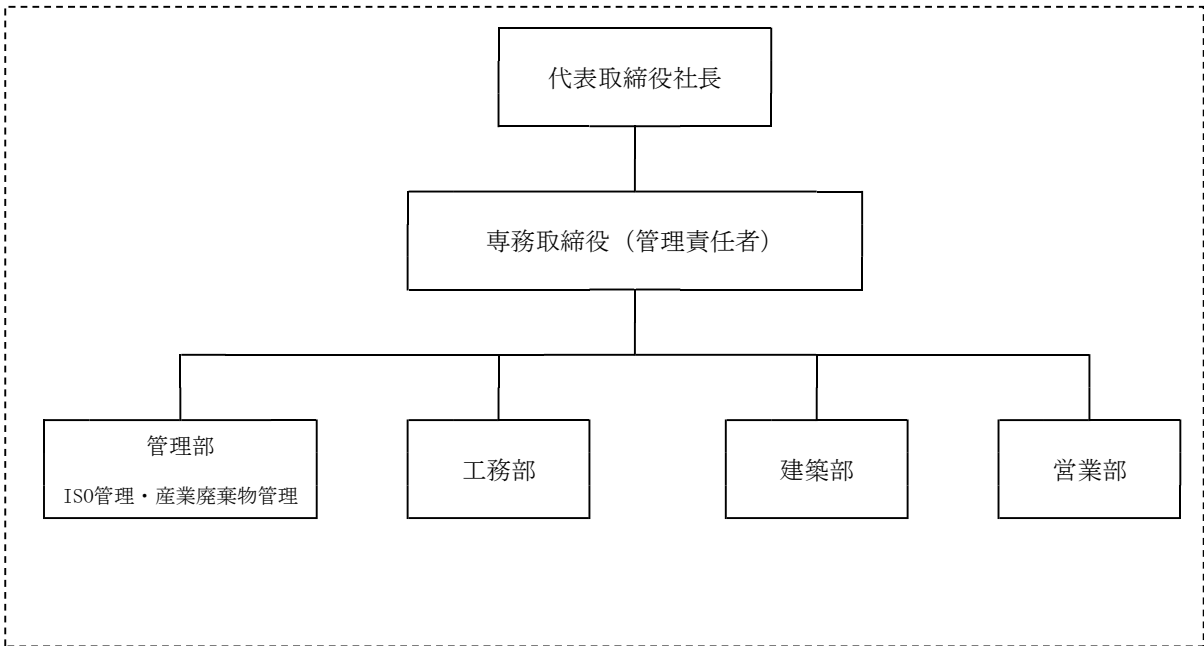 代表取締役社長
専務取締役（管理責任者）
管理部
ISO管理・産業廃棄物管理
工務部
建築部
営業部